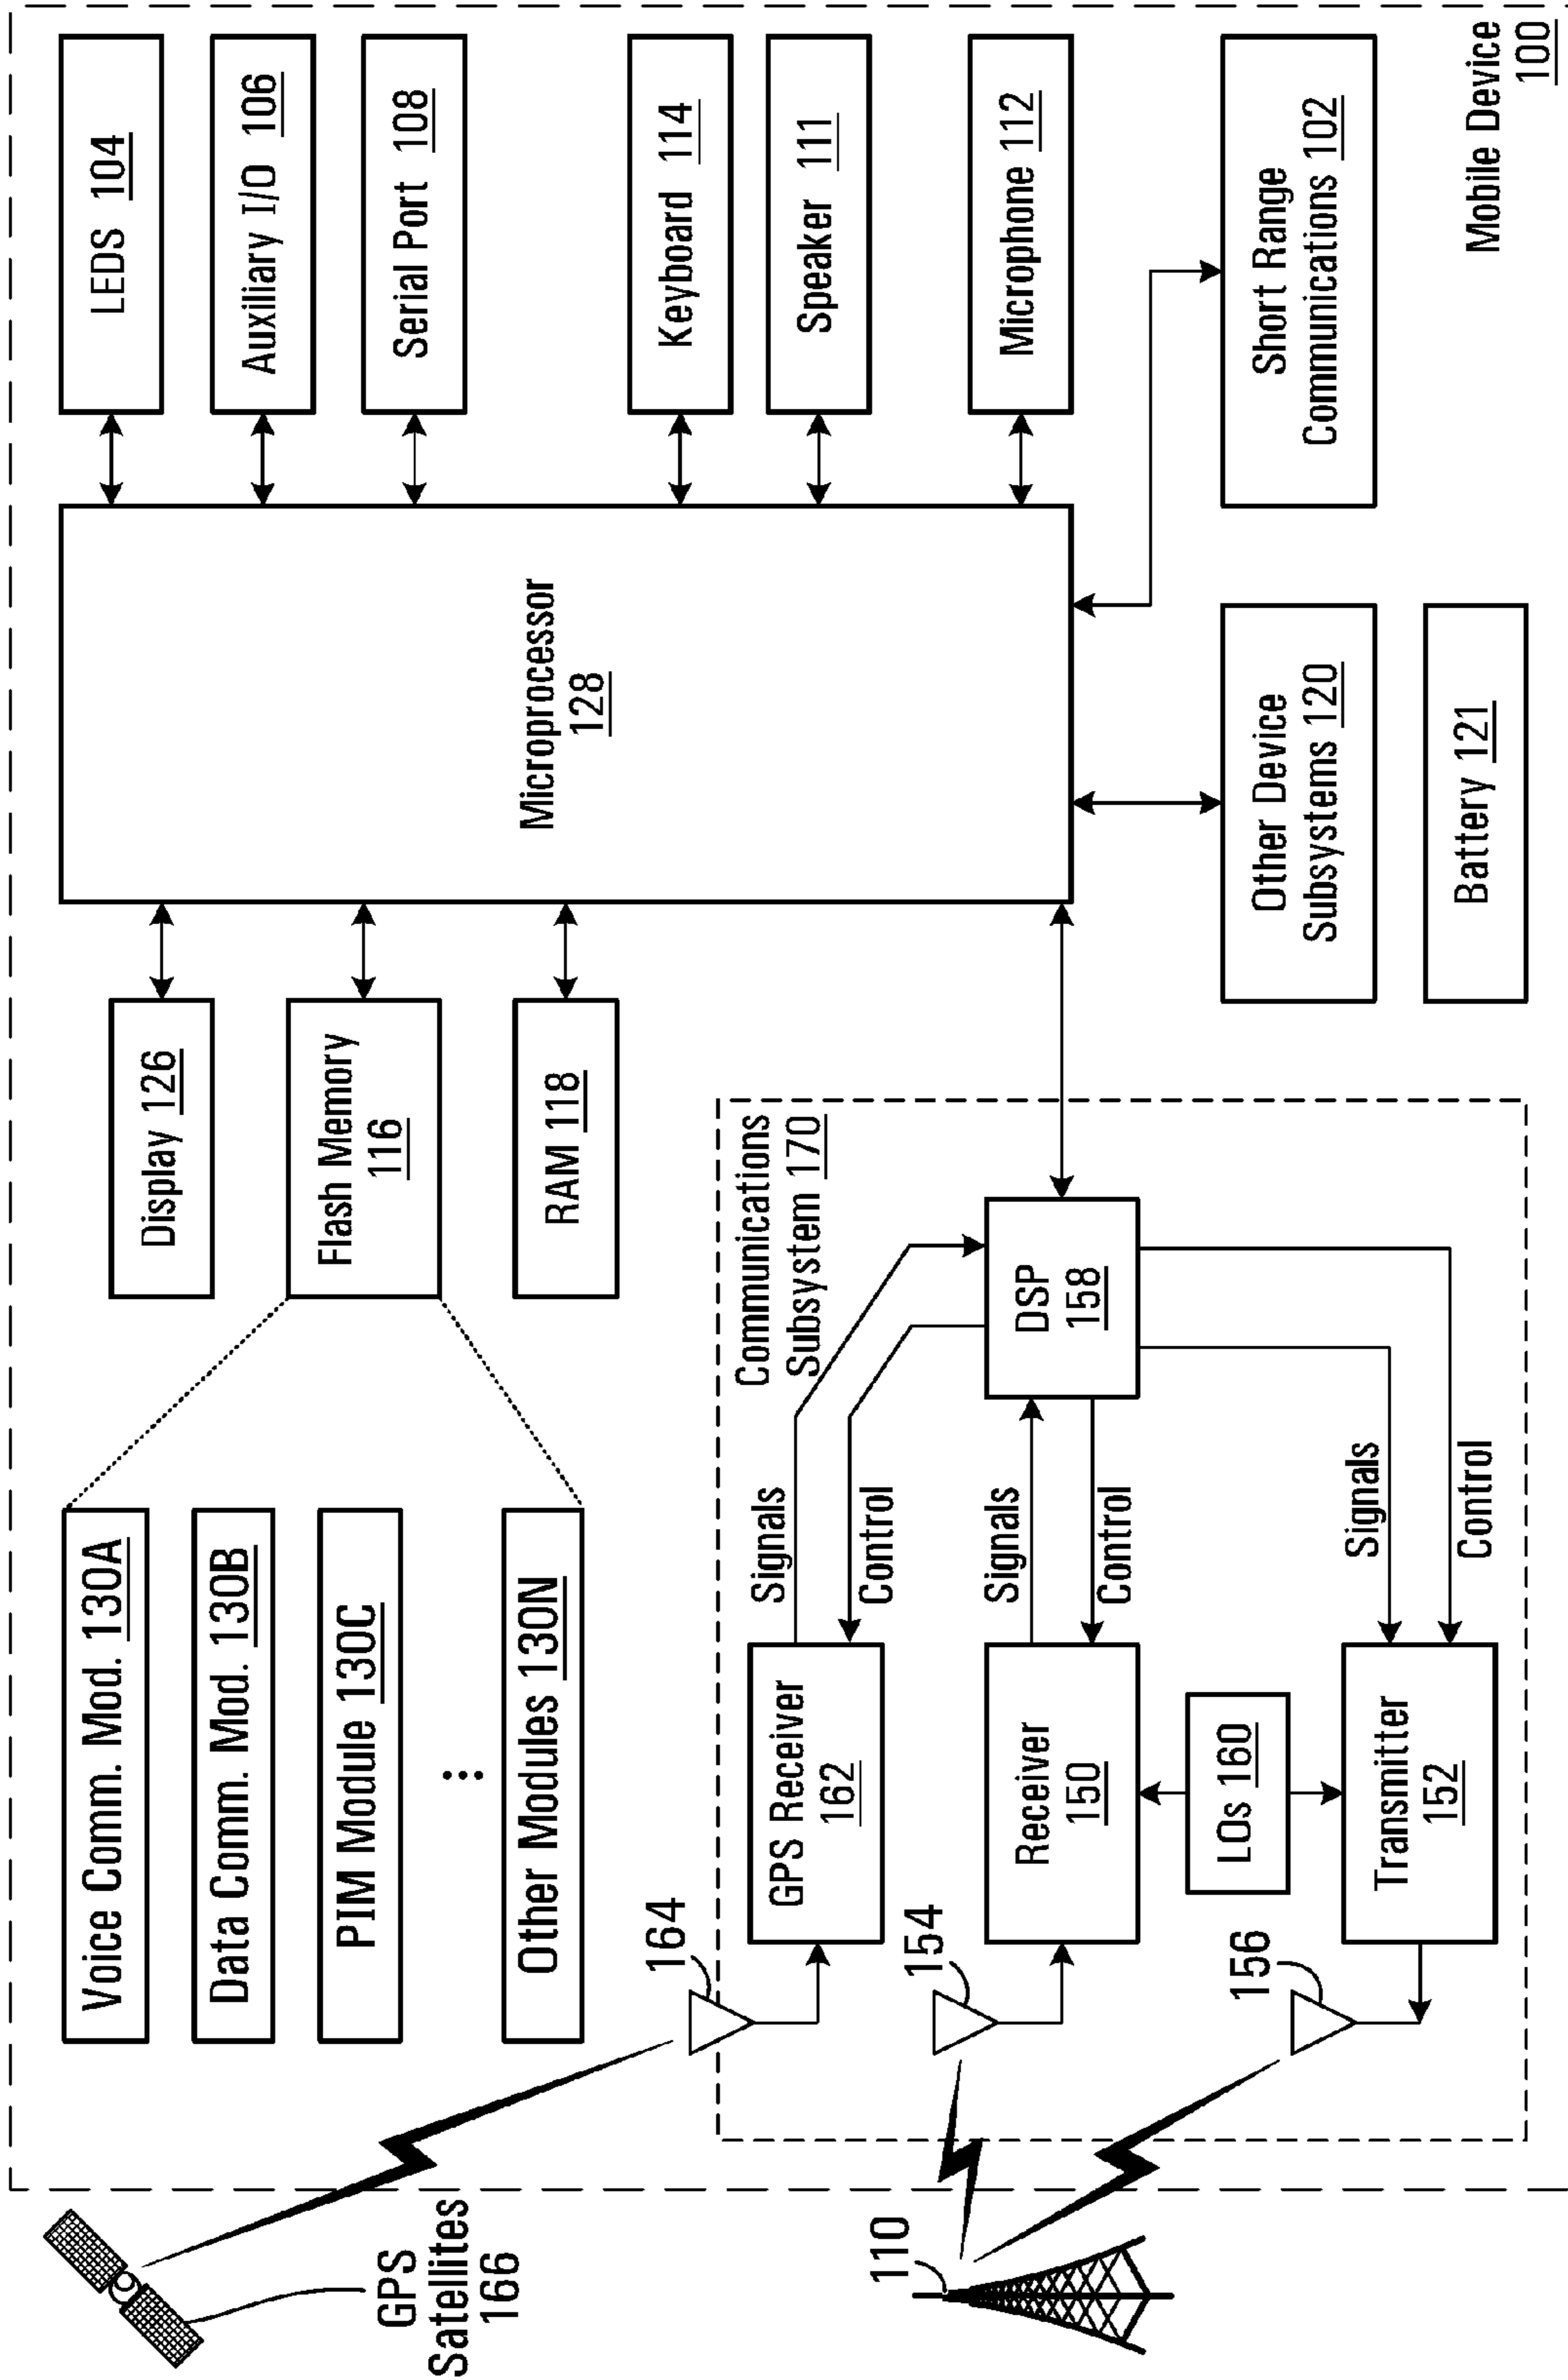 GPS
Satellites
166
110
Voice Comm. Mod. 130A
Data Comm. Mod. 130B
PIM Module 130C
Other Modules 130N
Display 126
Flash Memory
116
RAM 118
Microprocessor
128
LEDS 104
Auxiliary I/O 106
Serial Port 108
Keyboard 114
Speaker 111
Microphone 112
Short Range
Communications 102
Other Device
Subsystems 120
Battery 121
Communications
Subsystem 170
164
GPS Receiver
162
Signals
Control
DSP
158
154
Receiver
150
Signals
Control
LOs 160
156
Transmitter
152
Signals
Control
Mobile Device
100